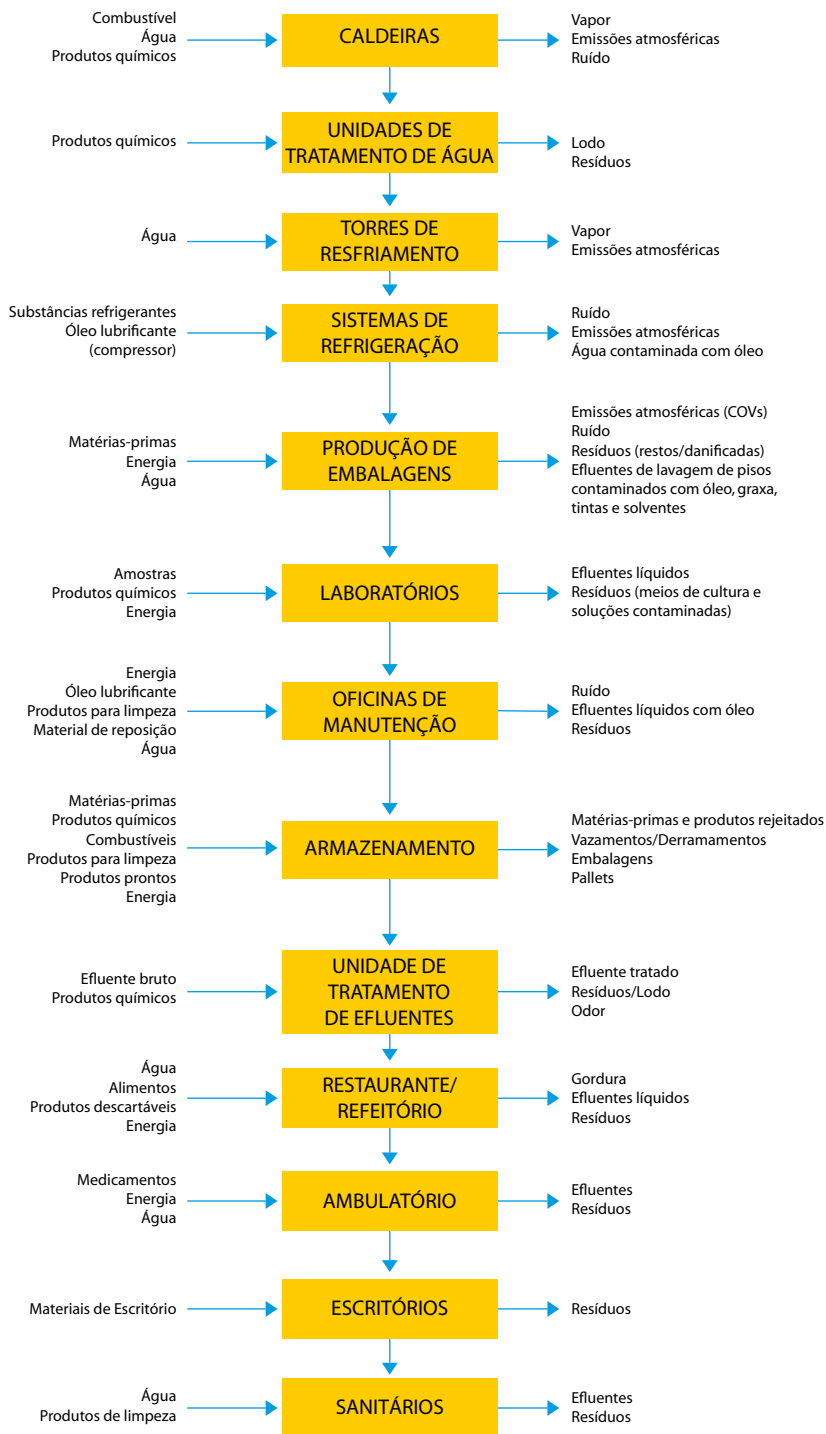 Combustível
Água
Produtos químicos
CALDEIRAS
Vapor
Emissões atmosféricas
Ruído
Produtos químicos
UNIDADES DE
TRATAMENTO DE ÁGUA
Lodo
Resíduos
Água
TORRES DE
RESFRIAMENTO
Vapor
Emissões atmosféricas
Substâncias refrigerantes
Óleo lubrificante
(compressor)
SISTEMAS DE
REFRIGERAÇÃO
Ruído
Emissões atmosféricas
Água contaminada com óleo
Matérias-primas
Energia
Água
PRODUÇÃO DE
EMBALAGENS
Emissões atmosféricas (COVs)
Ruído
Resíduos (restos/danificadas)
Efluentes de lavagem de pisos
contaminados com óleo, graxa,
tintas e solventes
Amostras
Produtos químicos
Energia
LABORATÓRIOS
Efluentes líquidos
Resíduos (meios de cultura e
soluções contaminadas)
Energia
Óleo lubrificante
Produtos para limpeza
Material de reposição
Água
OFICINAS DE
MANUTENÇÃO
Ruído
Efluentes líquidos com óleo
Resíduos
Matérias-primas
Produtos químicos
Combustíveis
Produtos para limpeza
Produtos prontos
Energia
ARMAZENAMENTO
Matérias-primas e produtos rejeitados
Vazamentos/Derramamentos
Embalagens
Pallets
Efluente bruto
Produtos químicos
UNIDADE DE
TRATAMENTO
DE EFLUENTES
Efluente tratado
Resíduos/Lodo
Odor
Água
Alimentos
Produtos descartáveis
Energia
RESTAURANTE/
REFEITÓRIO
Gordura
Efluentes líquidos
Resíduos
Medicamentos
Energia
Água
AMBULATÓRIO
Efluentes
Resíduos
Materiais de Escritório
ESCRITÓRIOS
Resíduos
Água
Produtos de limpeza
SANITÁRIOS
Efluentes
Resíduos